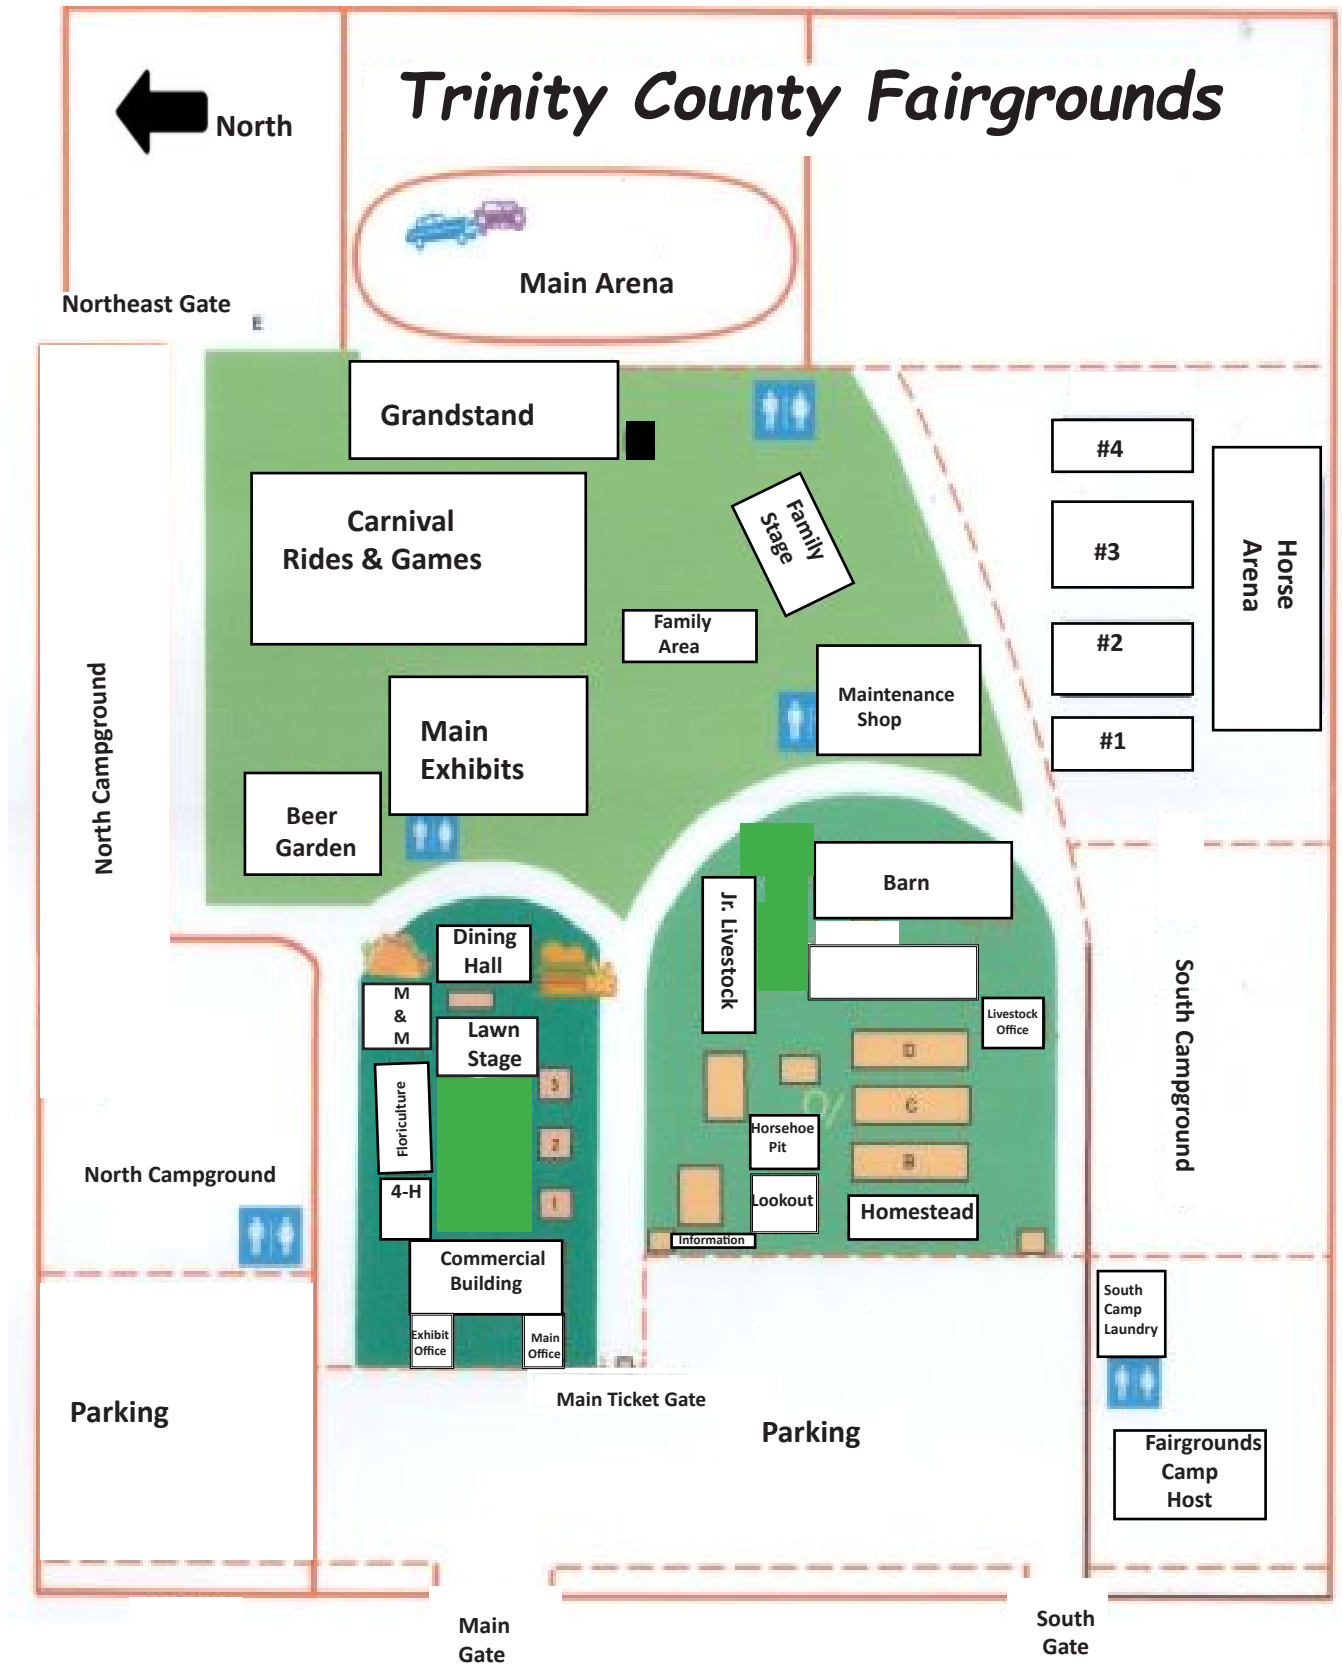 Trinity County Fairgrounds
North
Main Arena
Northeast Gate
E
Grandstand
Carnival
Rides & Games
Family
Stage
Family
Area
Maintenance
Shop
#4
#3
#2
#1
Horse
Arena
North Campground
Main
Exhibits
Beer
Garden
Dining
Hall
M
&
M
Lawn
Stage
Floriculture
4-H
3
2
1
Commercial
Building
Exhibit
Office
Main
Office
Jr. Livestock
Barn
Livestock
Office
D
C
B
Horsehoe
Pit
Lookout
Homestead
Information
South Campground
North Campground
South
Camp
Laundry
Parking
Main Ticket Gate
Parking
Fairgrounds
Camp
Host
Main
Gate
South
Gate